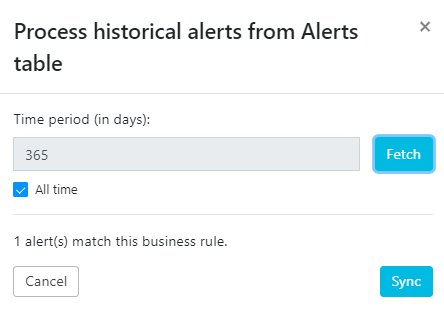 Process historical alerts from Alerts
table
×
Time period (in days):
365
Fetch
All time
1 alert(s) match this business rule.
Cancel
Sync